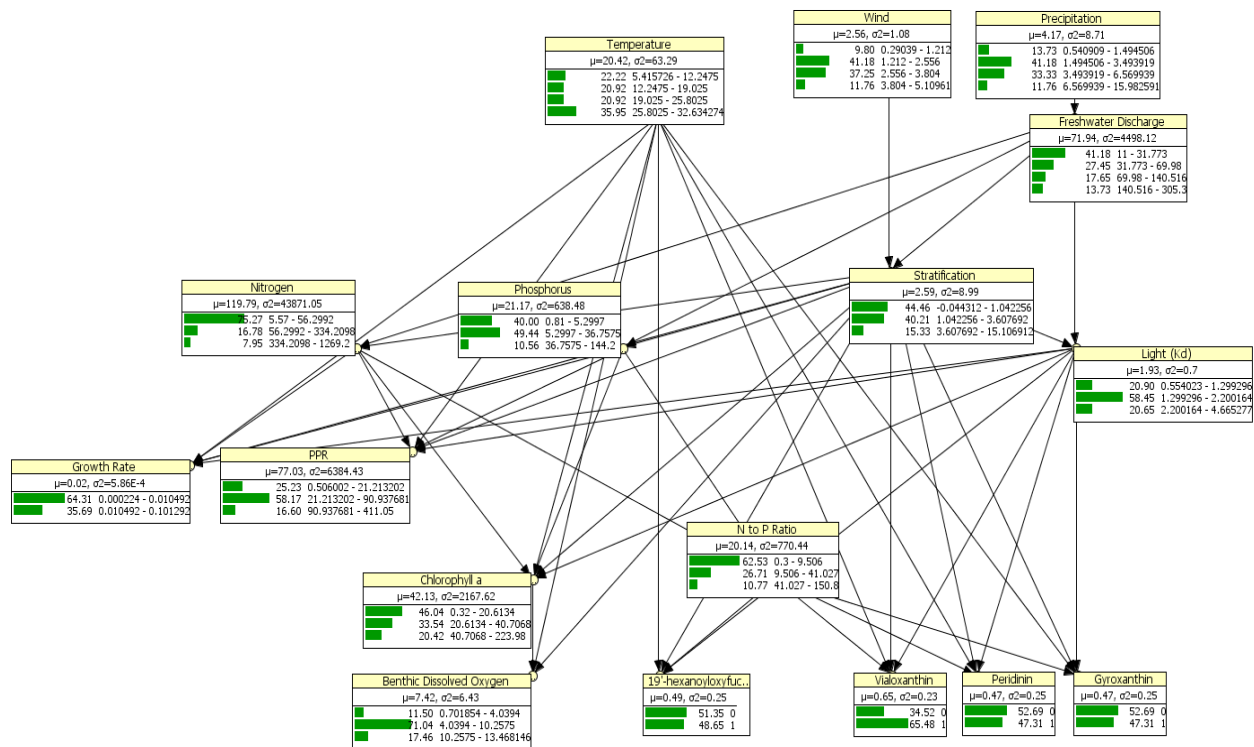 Wind
μ=2.56, σ2=1.08
9.80 0.29039 - 1.212
41.18 1.212 - 2.556
37.25 2.556 - 3.804
11.76 3.804 - 5.10961
Precipitation
μ=4.17, σ2=8.71
13.73 0.540909 - 1.494506
41.18 1.494506 - 3.493919
33.33 3.493919 - 6.569939
11.76 6.569939 - 15.982591
Temperature
μ=20.42, σ2=63.29
22.22 5.415726 - 12.2475
20.92 12.2475 - 19.025
20.92 19.025 - 25.8025
35.95 25.8025 - 32.634274
Freshwater Discharge
μ=71.94, σ2=4498.12
41.18 11 - 31.773
27.45 31.773 - 69.98
17.65 69.98 - 140.516
13.73 140.516 - 305.3
Nitrogen
μ=119.79, σ2=43871.05
75.27 5.57 - 56.2992
16.78 56.2992 - 334.2098
7.95 334.2098 - 1269.2
Phosphorus
μ=21.17, σ2=638.48
40.00 0.81 - 5.2997
49.44 5.2997 - 36.7575
10.56 36.7575 - 144.2
Stratification
μ=2.59, σ2=8.99
44.46 -0.044312 - 1.042256
40.21 1.042256 - 3.607692
15.33 3.607692 - 15.106912
Light (Kd)
μ=1.93, σ2=0.7
20.90 0.554023 - 1.299296
58.45 1.299296 - 2.200164
20.65 2.200164 - 4.665277
Growth Rate
μ=0.02, σ2=5.86E-4
64.31 0.000224 - 0.010492
35.69 0.010492 - 0.101292
PPR
μ=77.03, σ2=6384.43
25.23 0.506002 - 21.213202
58.17 21.213202 - 90.937681
16.60 90.937681 - 411.05
N to P Ratio
μ=20.14, σ2=770.44
62.53 0.3 - 9.506
26.71 9.506 - 41.027
10.77 41.027 - 150.8
Chlorophyll a
μ=42.13, σ2=2167.62
46.04 0.32 - 20.6134
33.54 20.6134 - 40.7068
20.42 40.7068 - 223.98
Benthic Dissolved Oxygen
μ=7.42, σ2=6.43
11.50 0.701854 - 4.0394
71.04 4.0394 - 10.2575
17.46 10.2575 - 13.468146
19'-hexanoyloxyfuc..
μ=0.49, σ2=0.25
51.35 0
48.65 1
Vialoxanthin
μ=0.65, σ2=0.23
34.52 0
65.48 1
Peridinin
μ=0.47, σ2=0.25
52.69 0
47.31 1
Gyroxanthin
μ=0.47, σ2=0.25
52.69 0
47.31 1